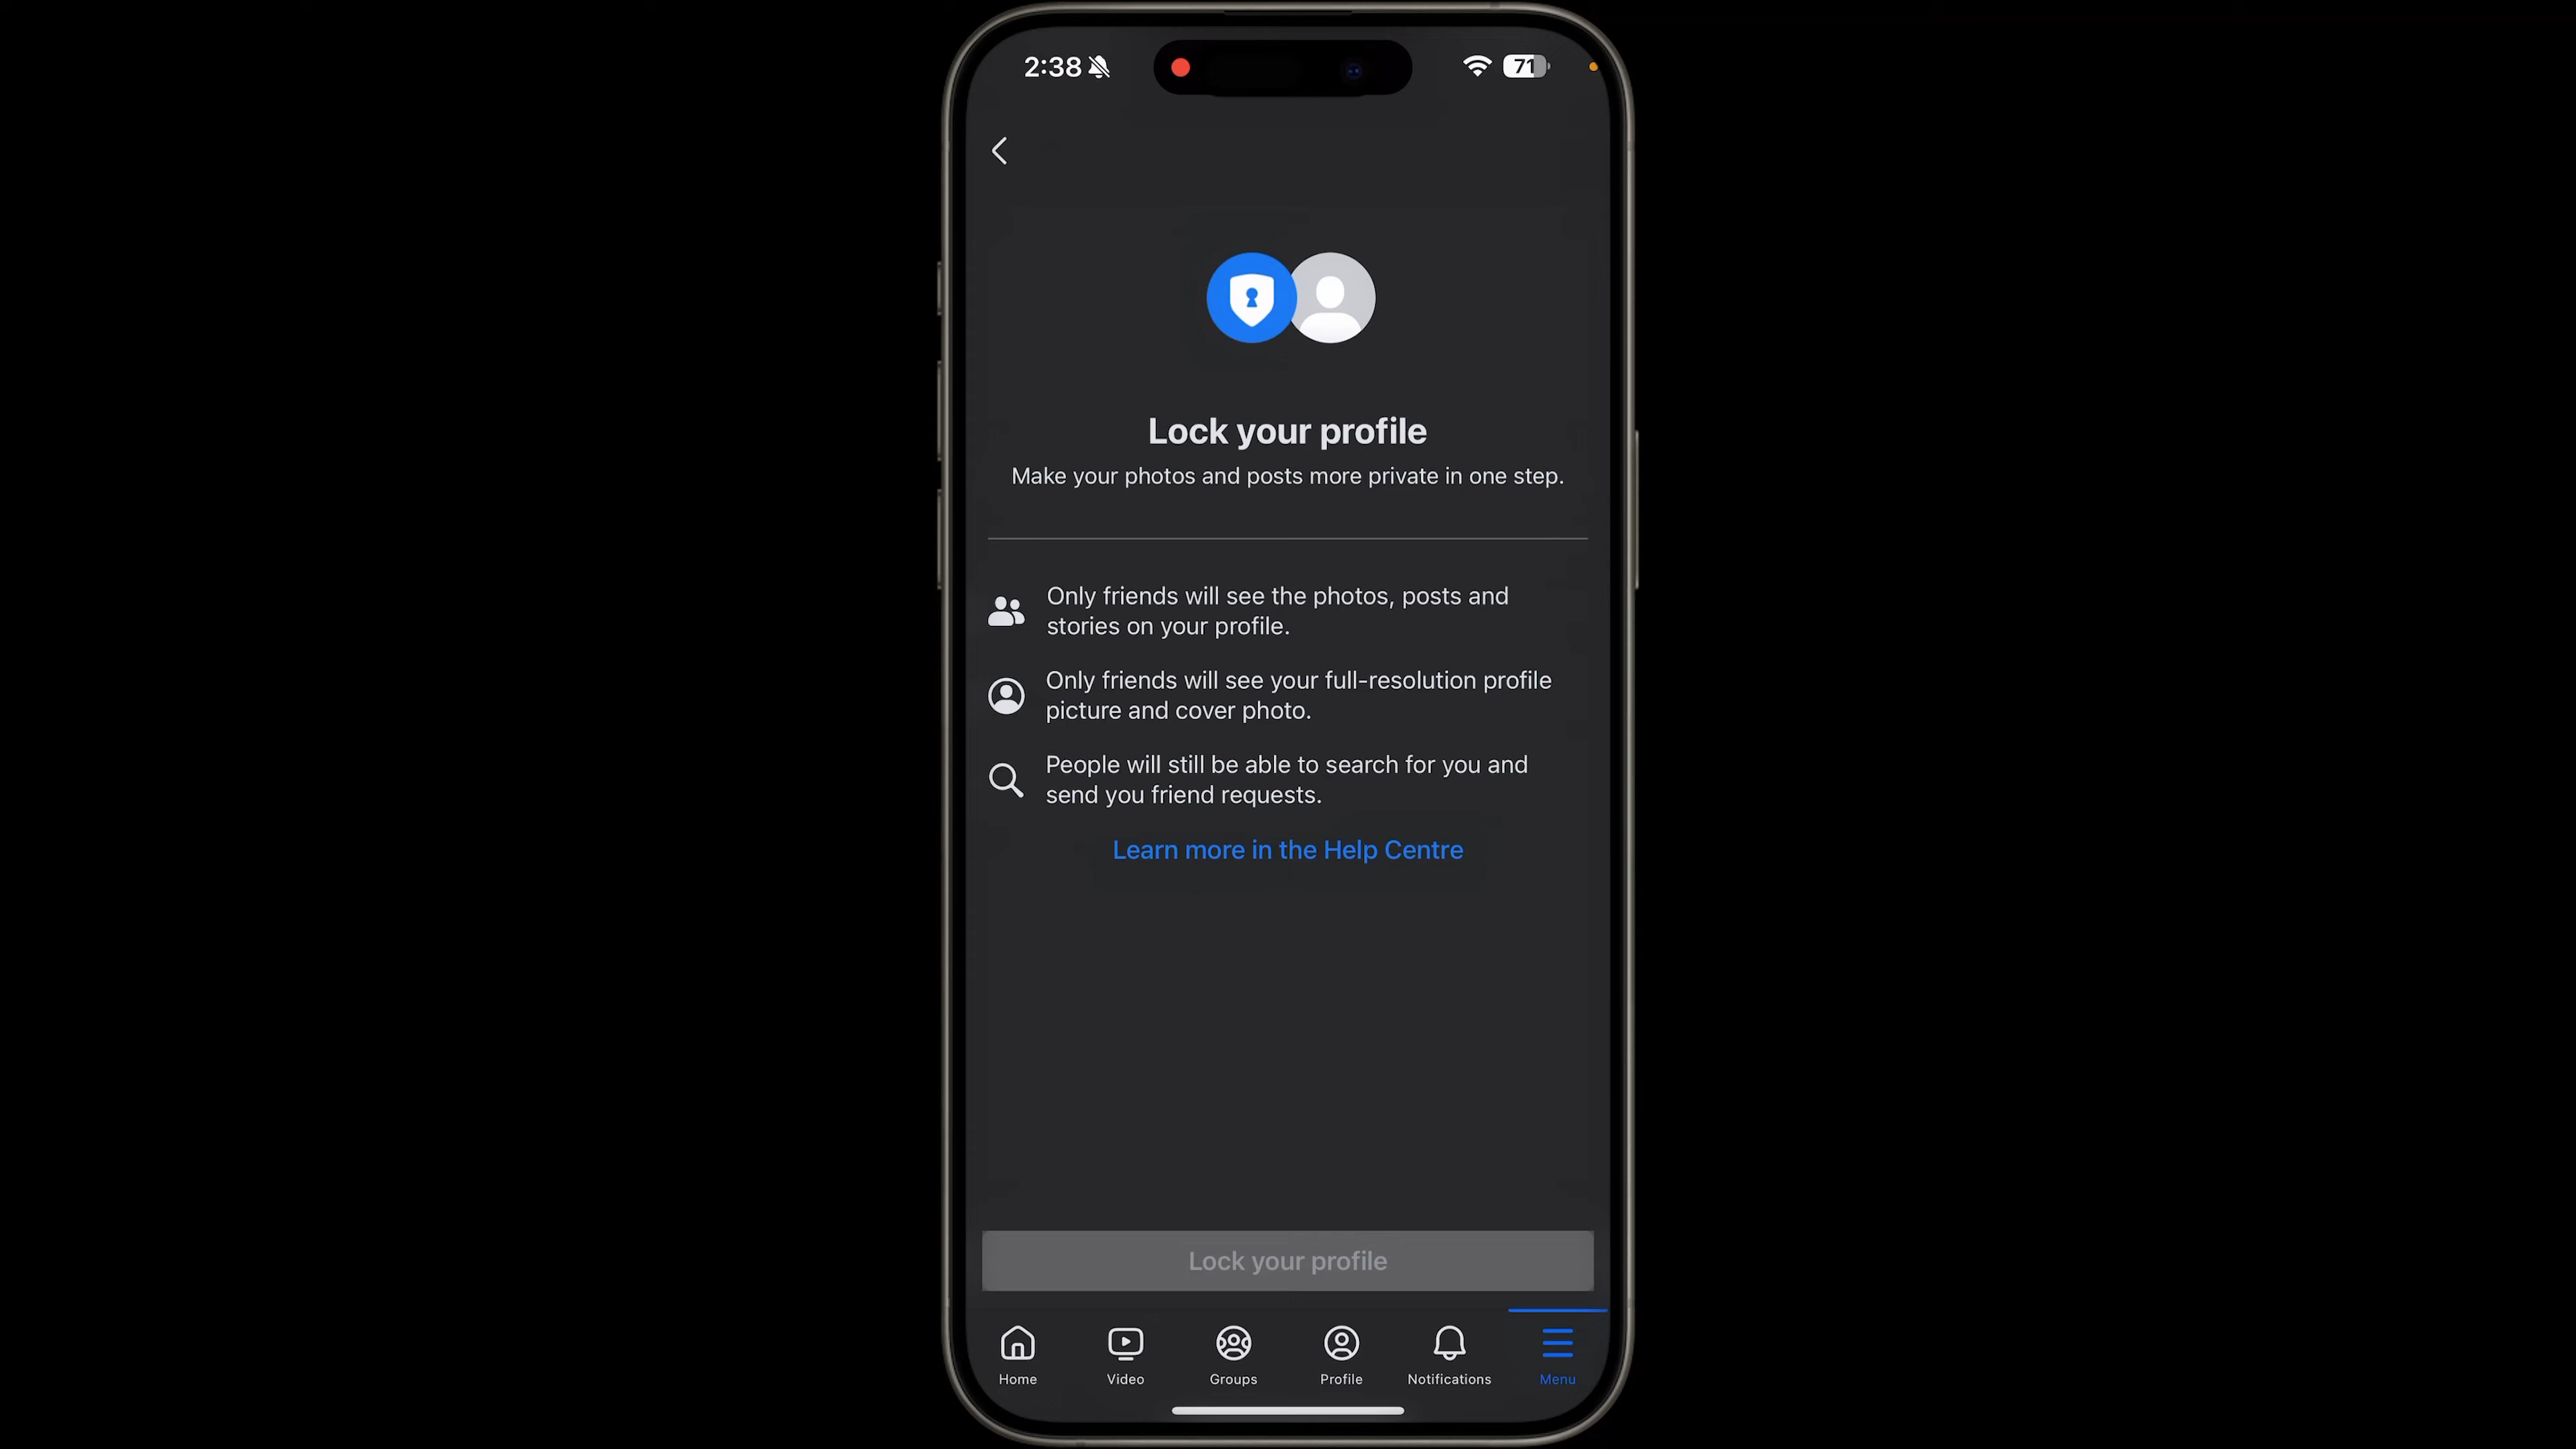 2:38
71
Lock your profile
Make your photos and posts more private in one step.
Only friends will see the photos, posts and
stories on your profile.
Only friends will see your full-resolution profile
picture and cover photo.
People will still be able to search for you and
send you friend requests.
Learn more in the Help Centre
Lock your profile
Home
Video
Groups
Profile
Notifications
Menu